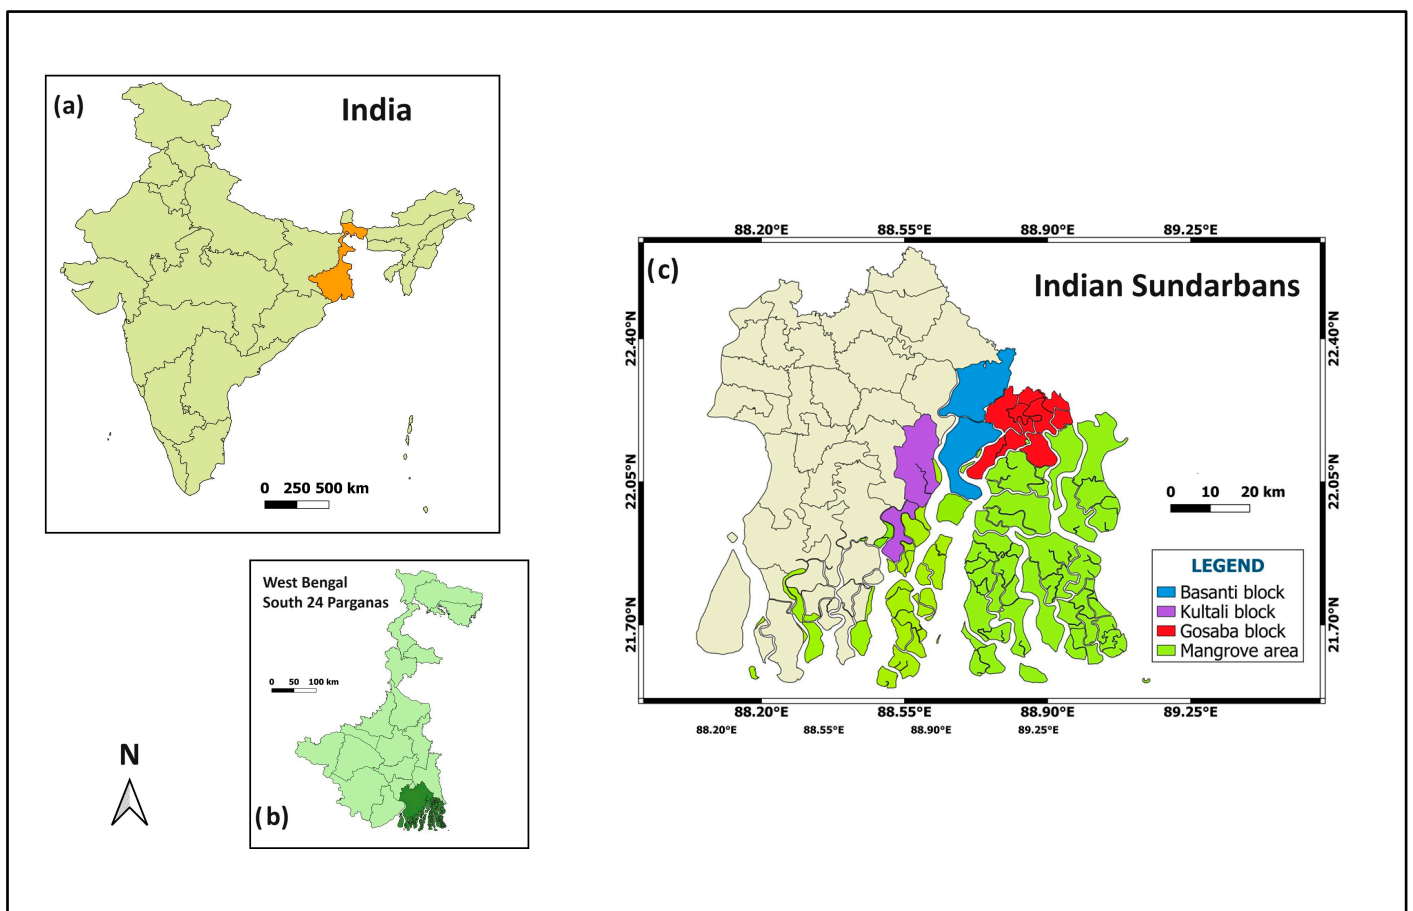 (a)
India
0 250 500 km
West Bengal
South 24 Parganas
0 50 100 km
(b)
N
88.20°E 88.55°E 88.90°E 89.25°E
(c)
Indian Sundarbans
22.40°N
22.05°N
21.70°N
22.40°N
22.05°N
21.70°N
0 10 20 km
LEGEND
Basanti block
Kultali block
Gosaba block
Mangrove area
88.20°E 88.55°E 88.90°E 89.25°E
88.20°E 88.55°E 88.90°E 89.25°E